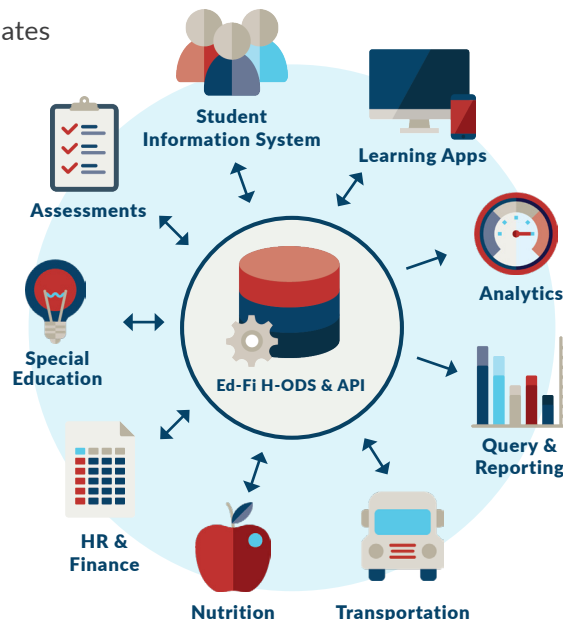 ates
Student
Information System
Learning Apps
Assessments
Analytics
Special
Education
Ed-Fi H-ODS & API
Query &
Reporting
HR &
Finance
Nutrition
Transportation